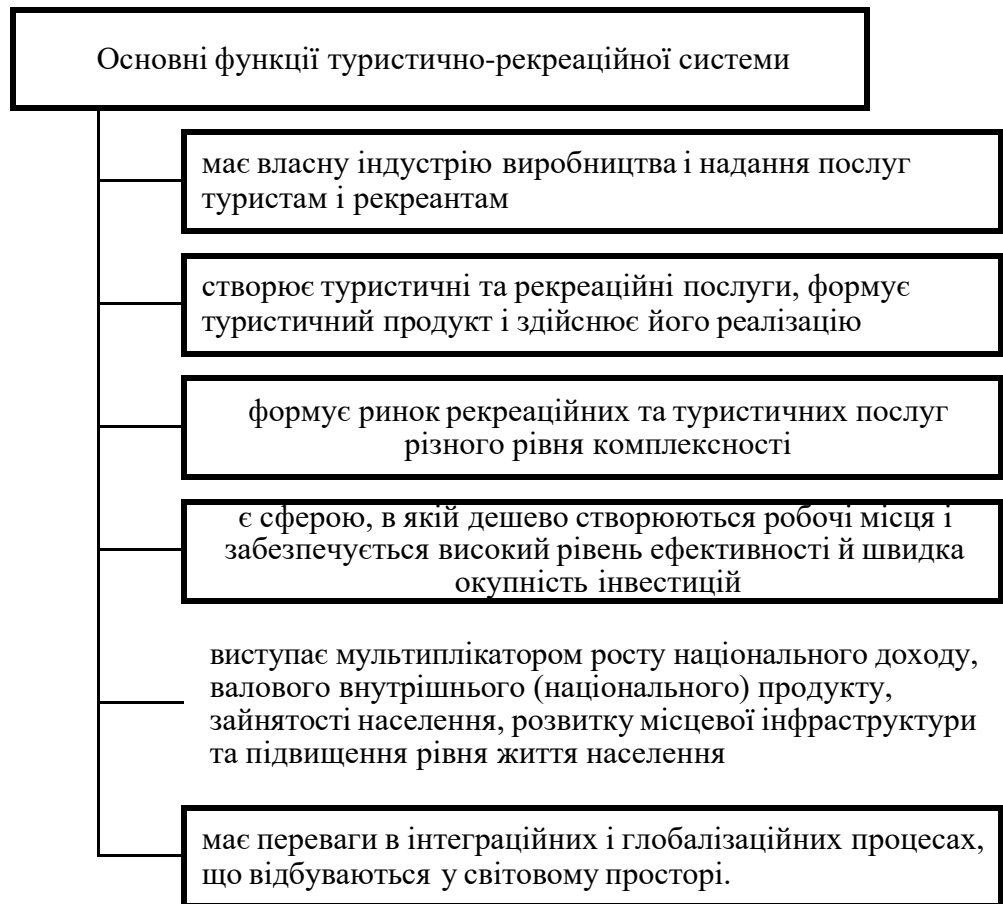 Основні функції туристично-рекреаційної системи
має власну індустрію виробництва і надання послуг
туристам і рекреантам
створює туристичні та рекреаційні послуги, формує
туристичний продукт і здійснює його реалізацію
формує ринок рекреаційних та туристичних послуг
різного рівня комплексності
є сферою, в якій дешево створюються робочі місця і
забезпечується високий рівень ефективності й швидка
окупність інвестицій
виступає мультиплікатором росту національного доходу,
валового внутрішнього (національного) продукту,
зайнятості населення, розвитку місцевої інфраструктури
та підвищення рівня життя населення
має переваги в інтеграційних і глобалізаційних процесах,
що відбуваються у світовому просторі.